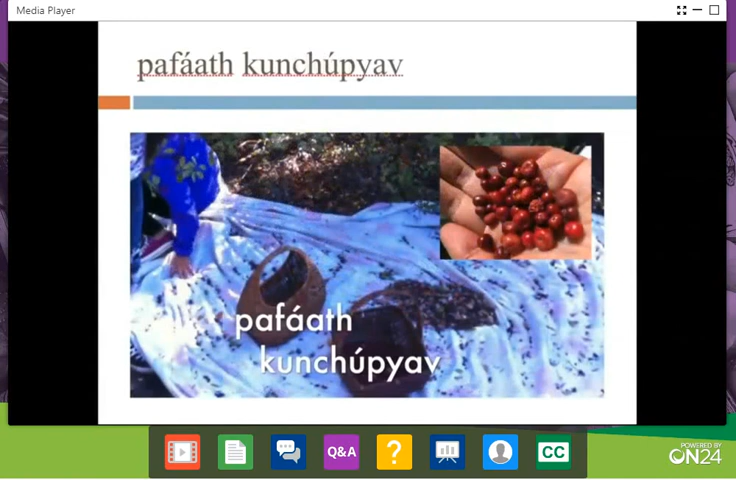 Media Player
pafáath kunchúpyav
pafáath
kunchúpyav
Q&A
?
CC
POWERED BY
ON24